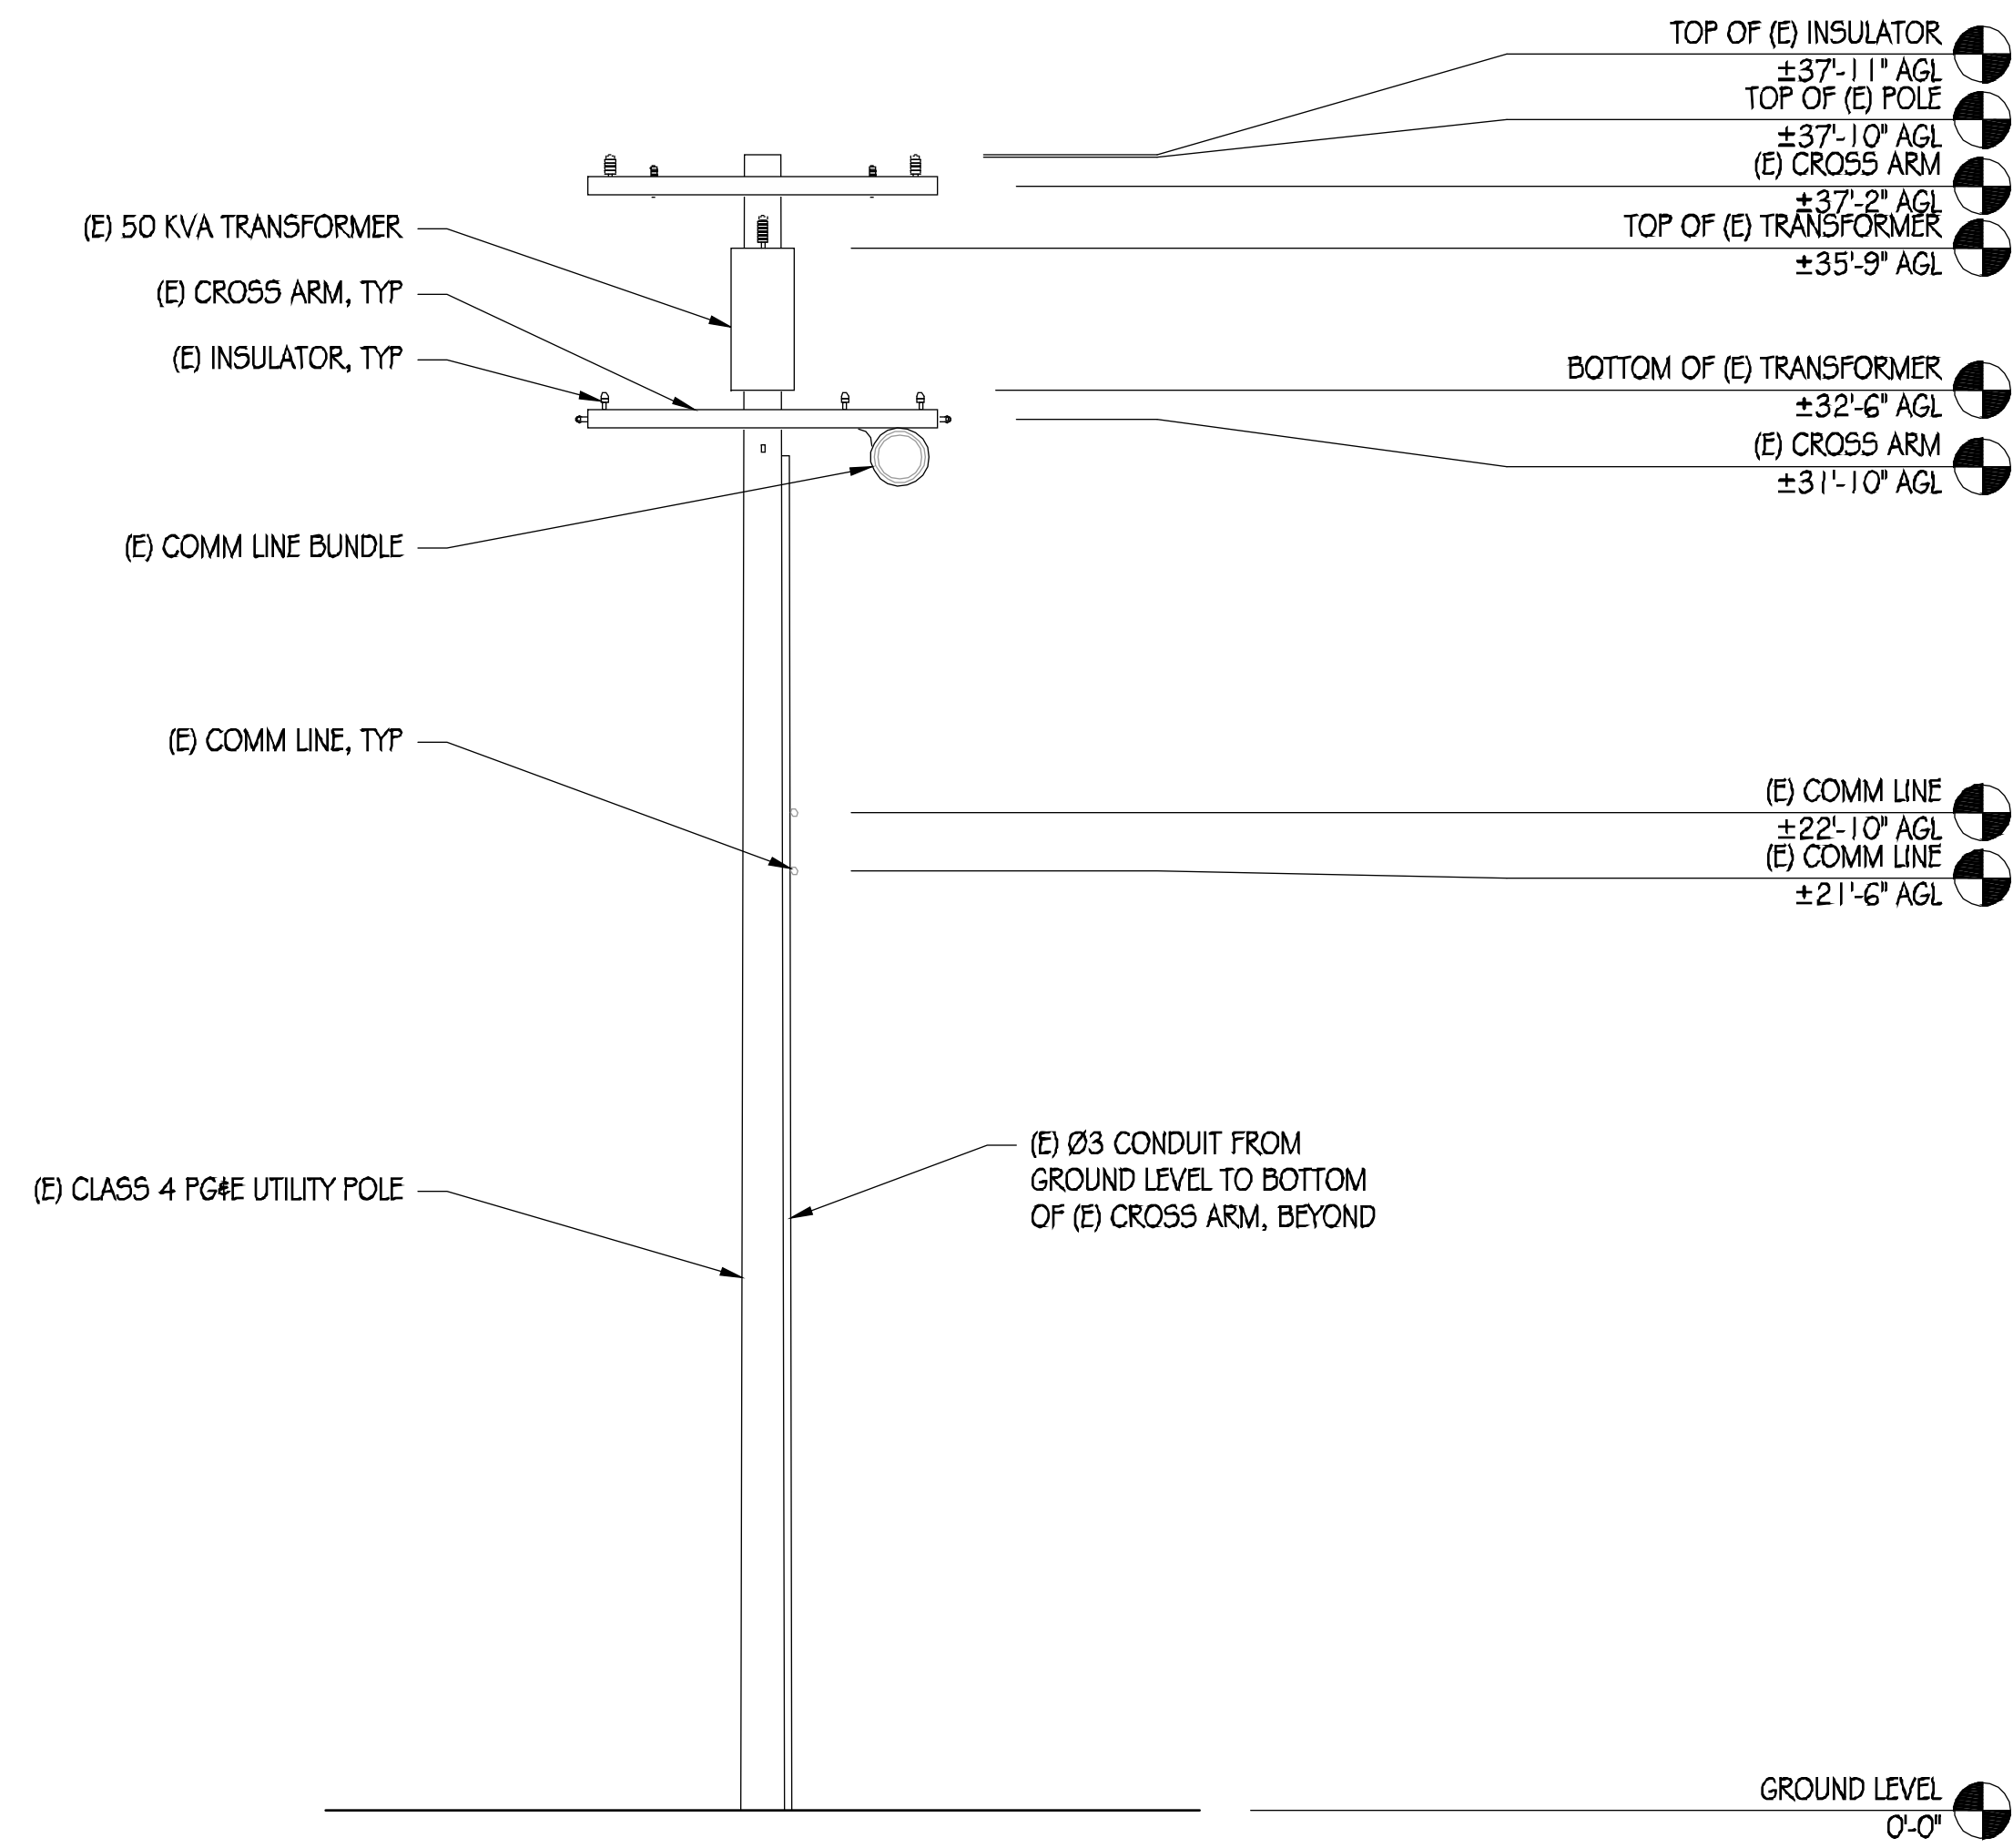 TOP OF (E) INSULATOR
±37'-11" AGL
TOP OF (E) POLE
±37'-10" AGL
(E) CROSS ARM
±37'-2" AGL
TOP OF (E) TRANSFORMER
±35'-9" AGL
(E) 50 KVA TRANSFORMER
(E) CROSS ARM, TYP
(E) INSULATOR, TYP
BOTTOM OF (E) TRANSFORMER
±32'-6" AGL
(E) CROSS ARM
±31'-10" AGL
(E) COMM LINE BUNDLE
(E) COMM LINE, TYP
(E) COMM LINE
±22'-10" AGL
(E) COMM LINE
±21'-6" AGL
(E) Ø3 CONDUIT FROM
GROUND LEVEL TO BOTTOM
OF (E) CROSS ARM, BEYOND
(E) CLASS 4 PG&E UTILITY POLE
GROUND LEVEL
0'-0"